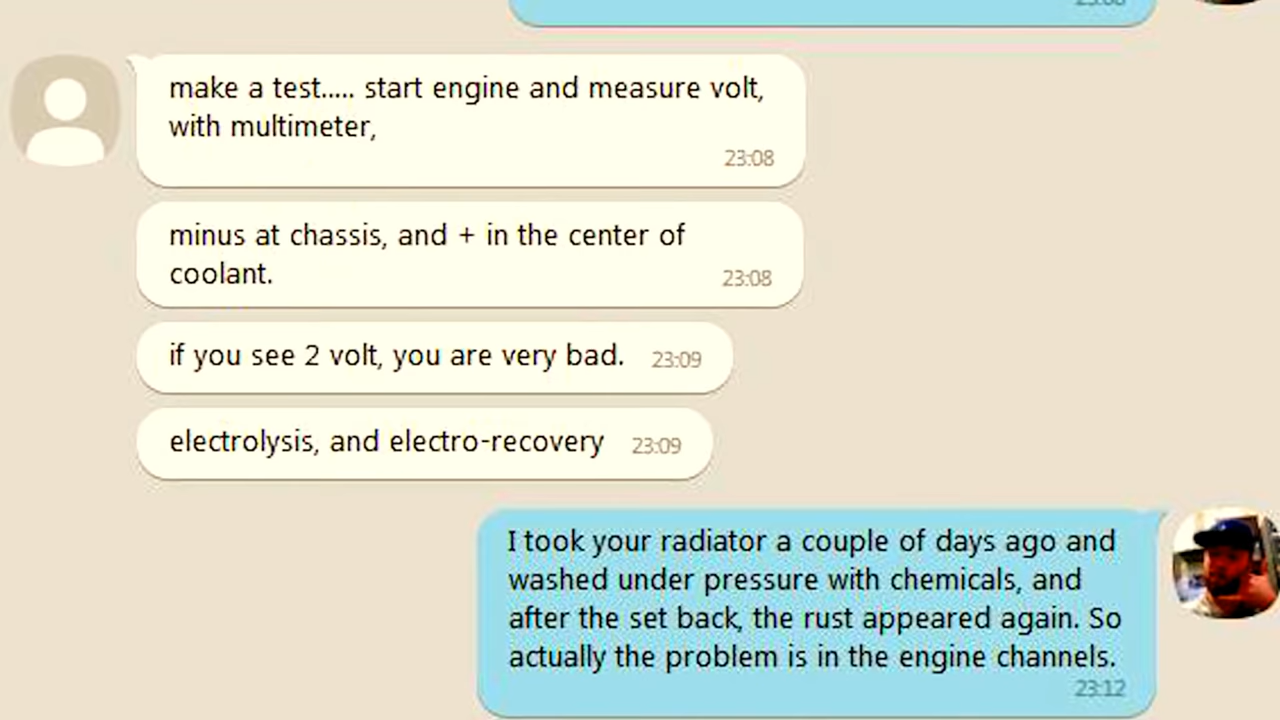 make a test..... start engine and measure volt,
with multimeter,
23:08
minus at chassis, and + in the center of
coolant.
23:08
if you see 2 volt, you are very bad. 23:09
electrolysis, and electro-recovery 23:09
I took your radiator a couple of days ago and
washed under pressure with chemicals, and
after the set back, the rust appeared again. So
actually the problem is in the engine channels.
23:12